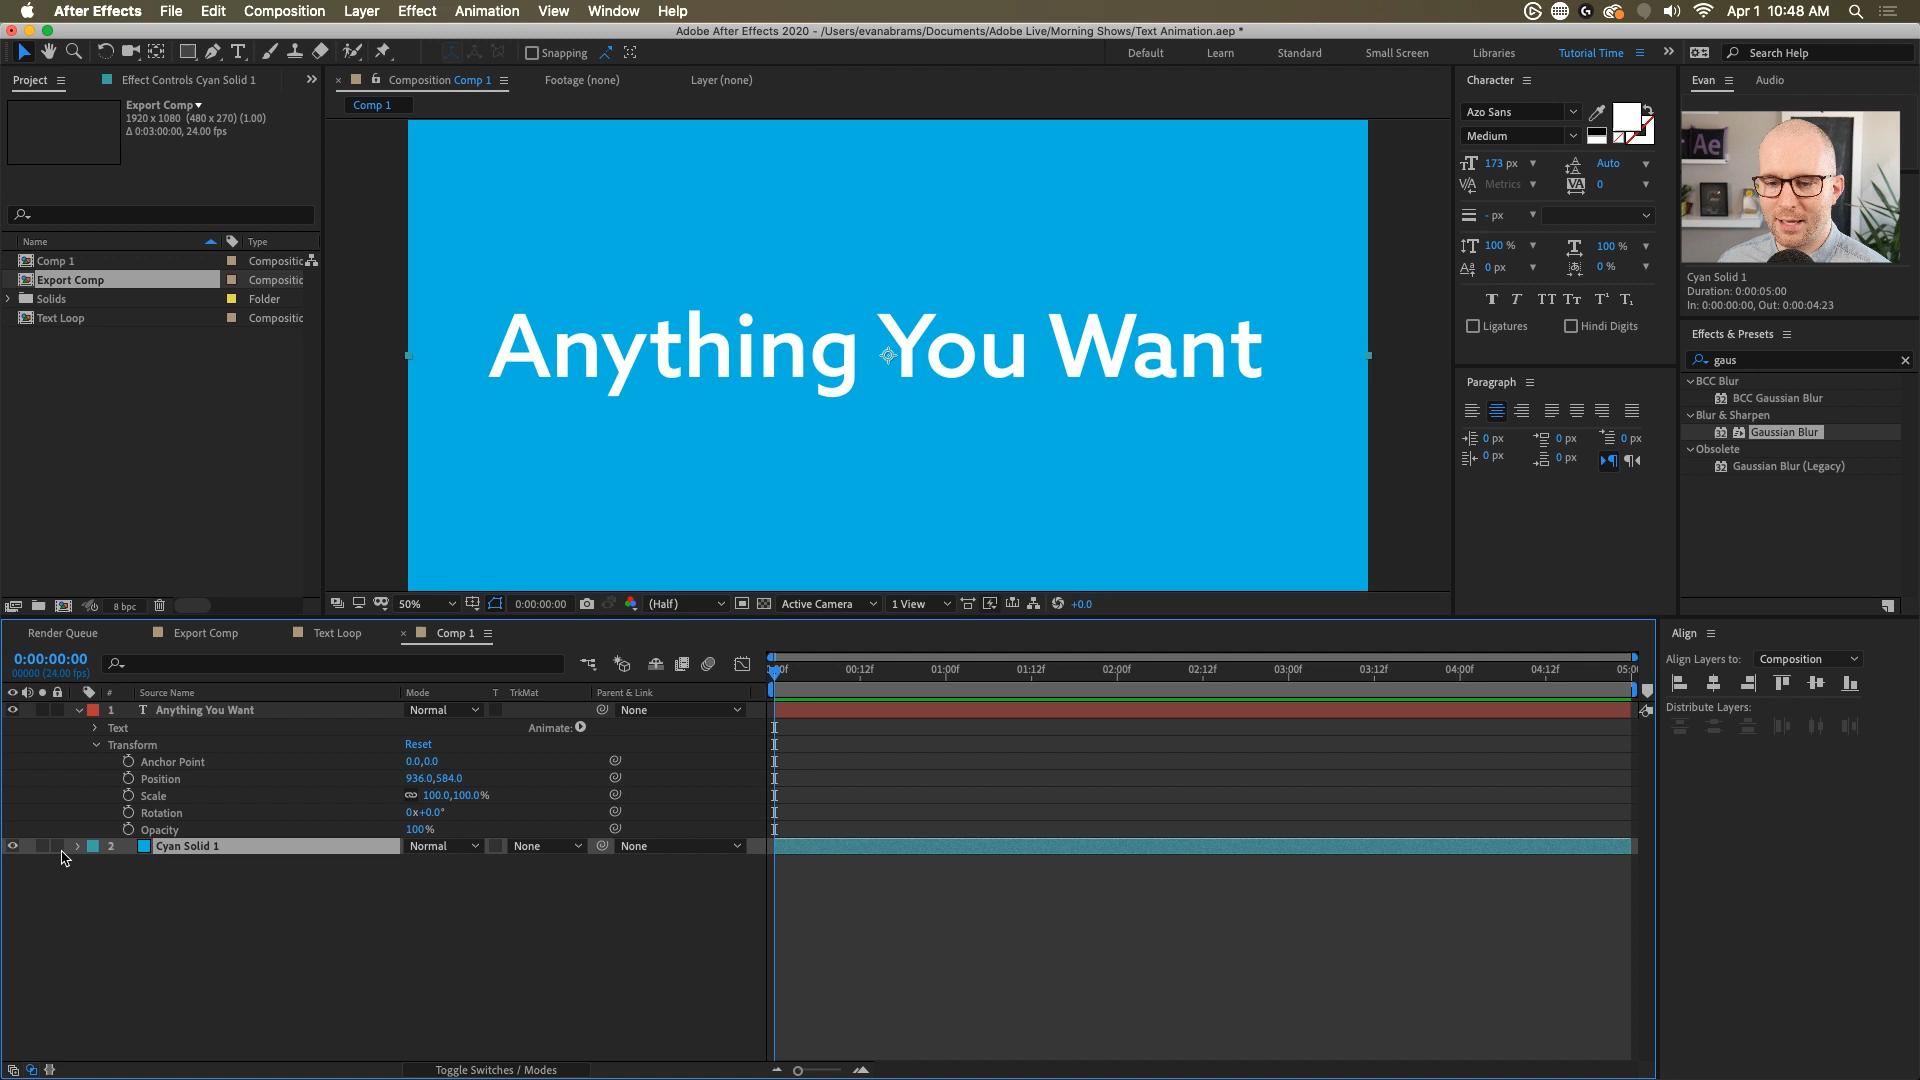 After Effects File Edit Composition Layer Effect Animation View Window Help
Apr 1 10:48 AM
Adobe After Effects 2020 - /Users/evanabrams/Documents/Adobe Live/Morning Shows/Text Animation.aep *
Snapping
Default Learn Standard Small Screen Libraries Tutorial Time
Search Help
Project Effect Controls Cyan Solid 1
Export Comp
1920 x 1080 (480 x 270) (1.00)
Δ 0:03:00:00, 24.00 fps
Name Type
Comp 1 Compositic
Export Comp Compositic
Solids Folder
Text Loop Compositic
8 bpc
Composition Comp 1 Footage (none) Layer (none)
Comp 1
Anything You Want
50% 0:00:00:00 (Half) Active Camera 1 View +0.0
Character
Azo Sans
Medium
173 px Auto
Metrics 0
- px
100 % 100 %
0 px 0 %
Ligatures Hindi Digits
Paragraph
0 px 0 px 0 px
0 px 0 px
Evan Audio
Ae
Cyan Solid 1
Duration: 0:00:05:00
In: 0:00:00:00, Out: 0:00:04:23
Effects & Presets
gaus
BCC Blur
BCC Gaussian Blur
Blur & Sharpen
Gaussian Blur
Obsolete
Gaussian Blur (Legacy)
Render Queue Export Comp Text Loop Comp 1
0:00:00:00
00000 (24.00 fps)
:00f 00:12f 01:00f 01:12f 02:00f 02:12f 03:00f 03:12f 04:00f 04:12f 05:00
# Source Name Mode T TrkMat Parent & Link
1 T Anything You Want Normal None
Text Animate:
Transform Reset
Anchor Point 0.0,0.0
Position 936.0,584.0
Scale 100.0,100.0%
Rotation 0x+0.0°
Opacity 100%
2 Cyan Solid 1 Normal None None
Toggle Switches / Modes
Align
Align Layers to: Composition
Distribute Layers: